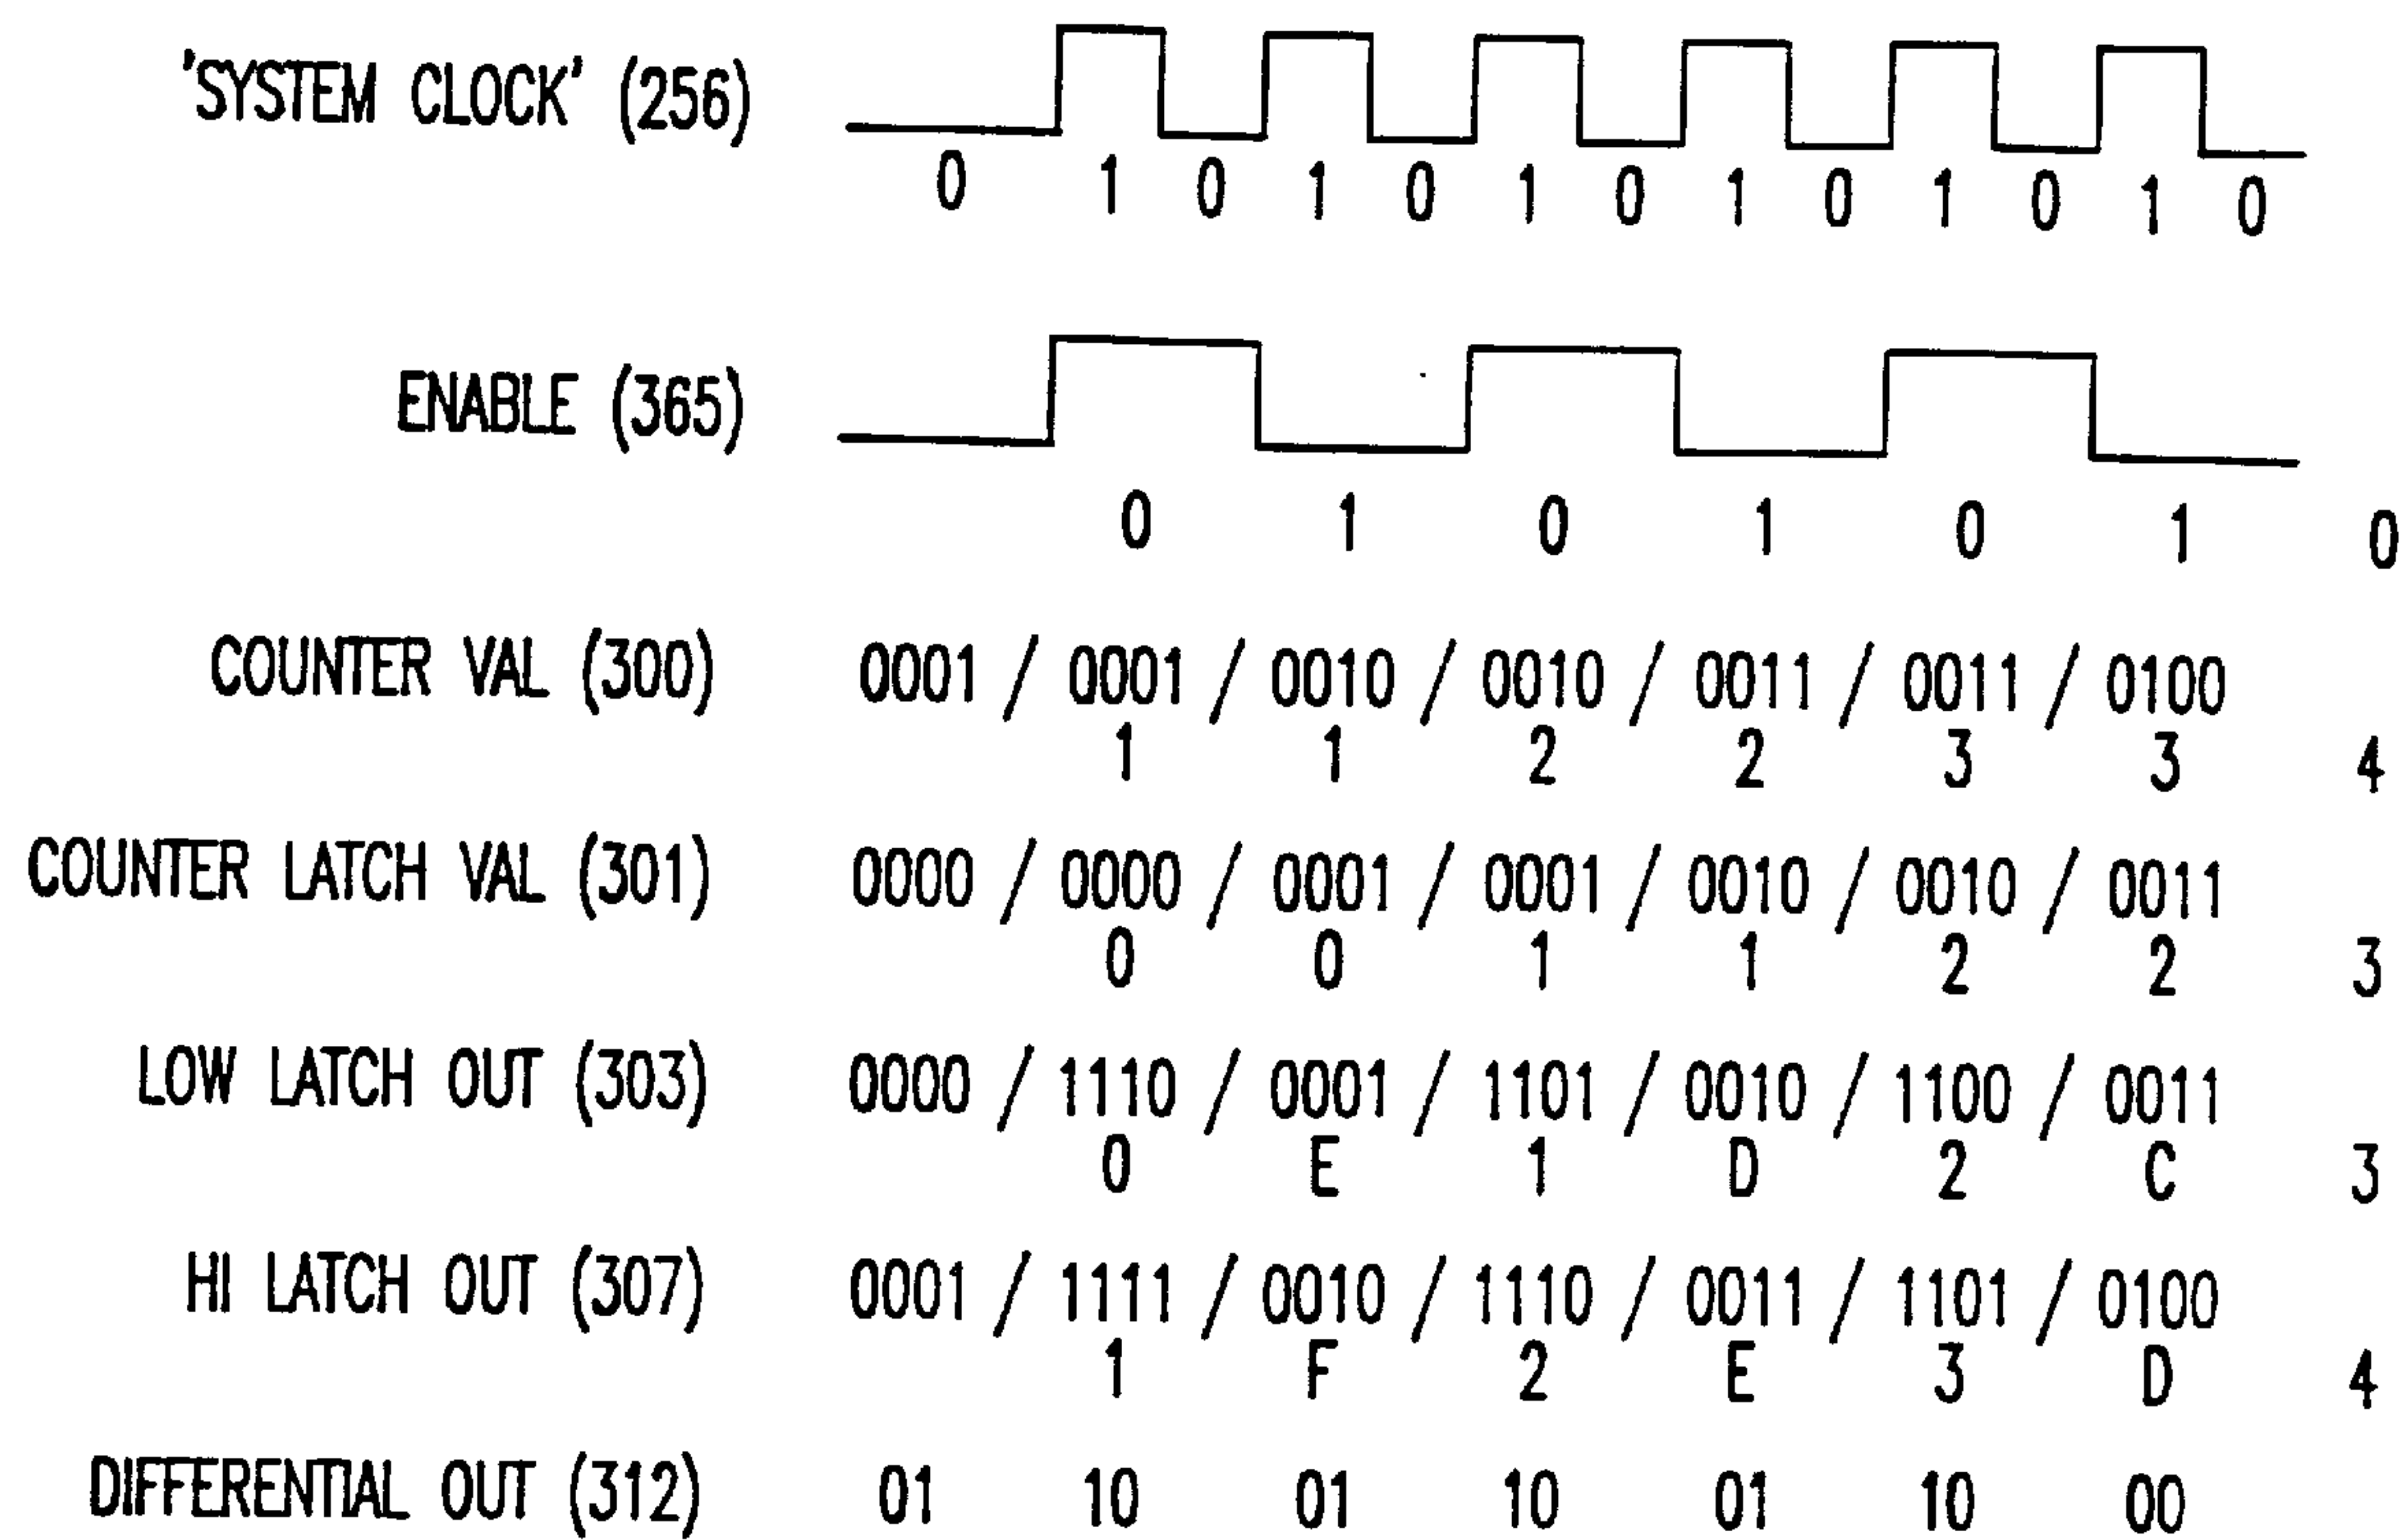 'SYSTEM CLOCK' (256)
0 1 0 1 0 1 0 1 0 1 0 1 0
ENABLE (365)
0 1 0 1 0 1 0
COUNTER VAL (300) 0001 / 0001 / 0010 / 0010 / 0011 / 0011 / 0100
1 1 2 2 3 3 4
COUNTER LATCH VAL (301) 0000 / 0000 / 0001 / 0001 / 0010 / 0010 / 0011
0 0 1 1 2 2 3
LOW LATCH OUT (303) 0000 / 1110 / 0001 / 1101 / 0010 / 1100 / 0011
0 E 1 D 2 C 3
HI LATCH OUT (307) 0001 / 1111 / 0010 / 1110 / 0011 / 1101 / 0100
1 F 2 E 3 D 4
DIFFERENTIAL OUT (312) 01 10 01 10 01 10 00